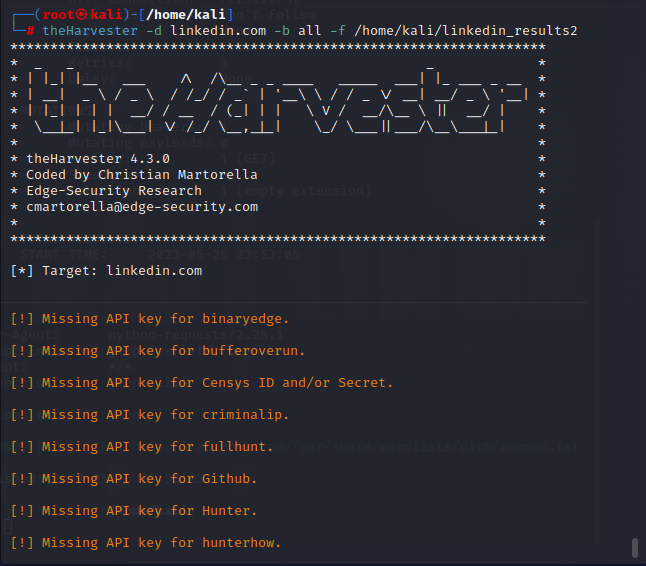 (root㉿kali)-[/home/kali]
# theHarvester -d linkedin.com -b all -f /home/kali/linkedin_results2
*******************************************************************
theHarvester
* theHarvester 4.3.0 *
* Coded by Christian Martorella *
* Edge-Security Research *
* cmartorella@edge-security.com *
* *
*******************************************************************
[*] Target: linkedin.com
[!] Missing API key for binaryedge.
[!] Missing API key for bufferoverun.
[!] Missing API key for Censys ID and/or Secret.
[!] Missing API key for criminalip.
[!] Missing API key for fullhunt.
[!] Missing API key for Github.
[!] Missing API key for Hunter.
[!] Missing API key for hunterhow.